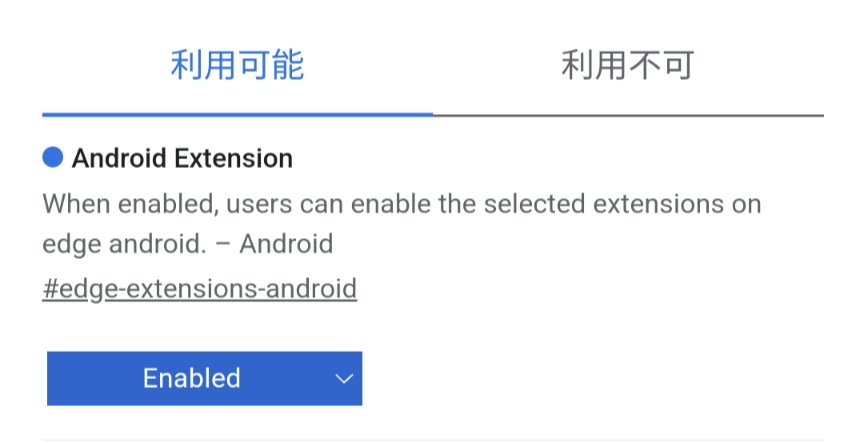 利用可能
利用不可
Android Extension
When enabled, users can enable the selected extensions on
edge android. – Android
#edge-extensions-android
Enabled